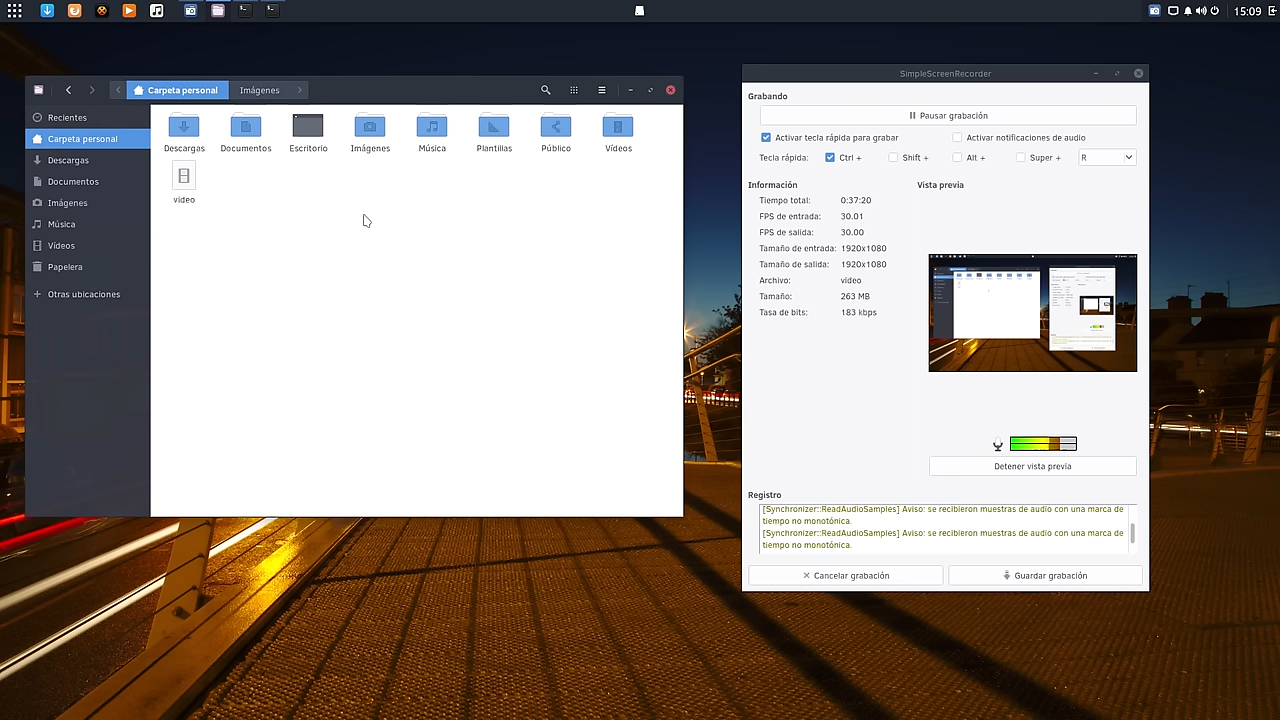 15:09
Carpeta personal
Imágenes
Recientes
Carpeta personal
Descargas
Documentos
Imágenes
Música
Vídeos
Papelera
Otras ubicaciones
Descargas
Documentos
Escritorio
Imágenes
Música
Plantillas
Público
Vídeos
video
SimpleScreenRecorder
Grabando
Pausar grabación
Activar tecla rápida para grabar
Activar notificaciones de audio
Tecla rápida:
Ctrl +
Shift +
Alt +
Super +
R
Información
Tiempo total: 0:37:20
FPS de entrada: 30.01
FPS de salida: 30.00
Tamaño de entrada: 1920x1080
Tamaño de salida: 1920x1080
Archivo: video
Tamaño: 263 MB
Tasa de bits: 183 kbps
Vista previa
Detener vista previa
Registro
[Synchronizer::ReadAudioSamples] Aviso: se recibieron muestras de audio con una marca de
tiempo no monotónica.
[Synchronizer::ReadAudioSamples] Aviso: se recibieron muestras de audio con una marca de
tiempo no monotónica.
Cancelar grabación
Guardar grabación